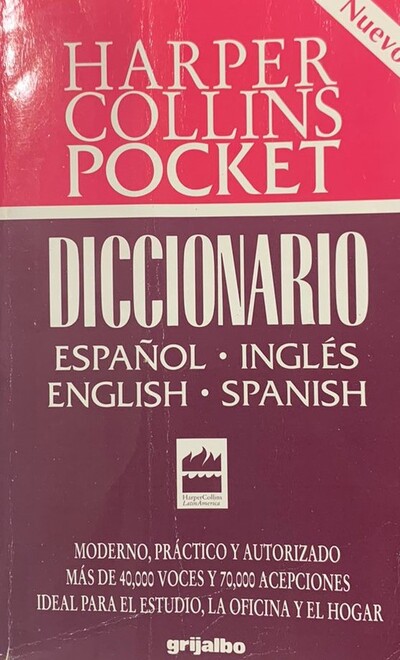 Nuevo
HARPER
COLLINS
POCKET
DICCIONARIO
ESPAÑOL · INGLÉS
ENGLISH · SPANISH
HarperCollins
LatinAmerica
MODERNO, PRÁCTICO Y AUTORIZADO
MÁS DE 40,000 VOCES Y 70,000 ACEPCIONES
IDEAL PARA EL ESTUDIO, LA OFICINA Y EL HOGAR
grijalbo